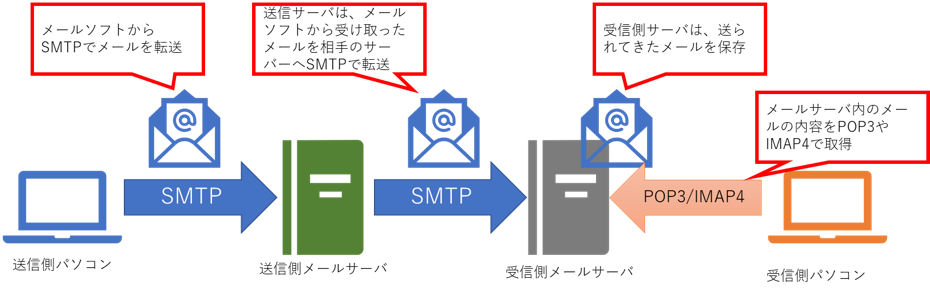 メールソフトから
SMTPでメールを転送
送信サーバは、メール
ソフトから受け取った
メールを相手のサー
バーへSMTPで転送
受信側サーバは、送ら
れてきたメールを保存
メールサーバ内のメー
ルの内容をPOP3や
IMAP4で取得
@
@
@
SMTP
SMTP
POP3/IMAP4
送信側パソコン
送信側メールサーバ
受信側メールサーバ
受信側パソコン